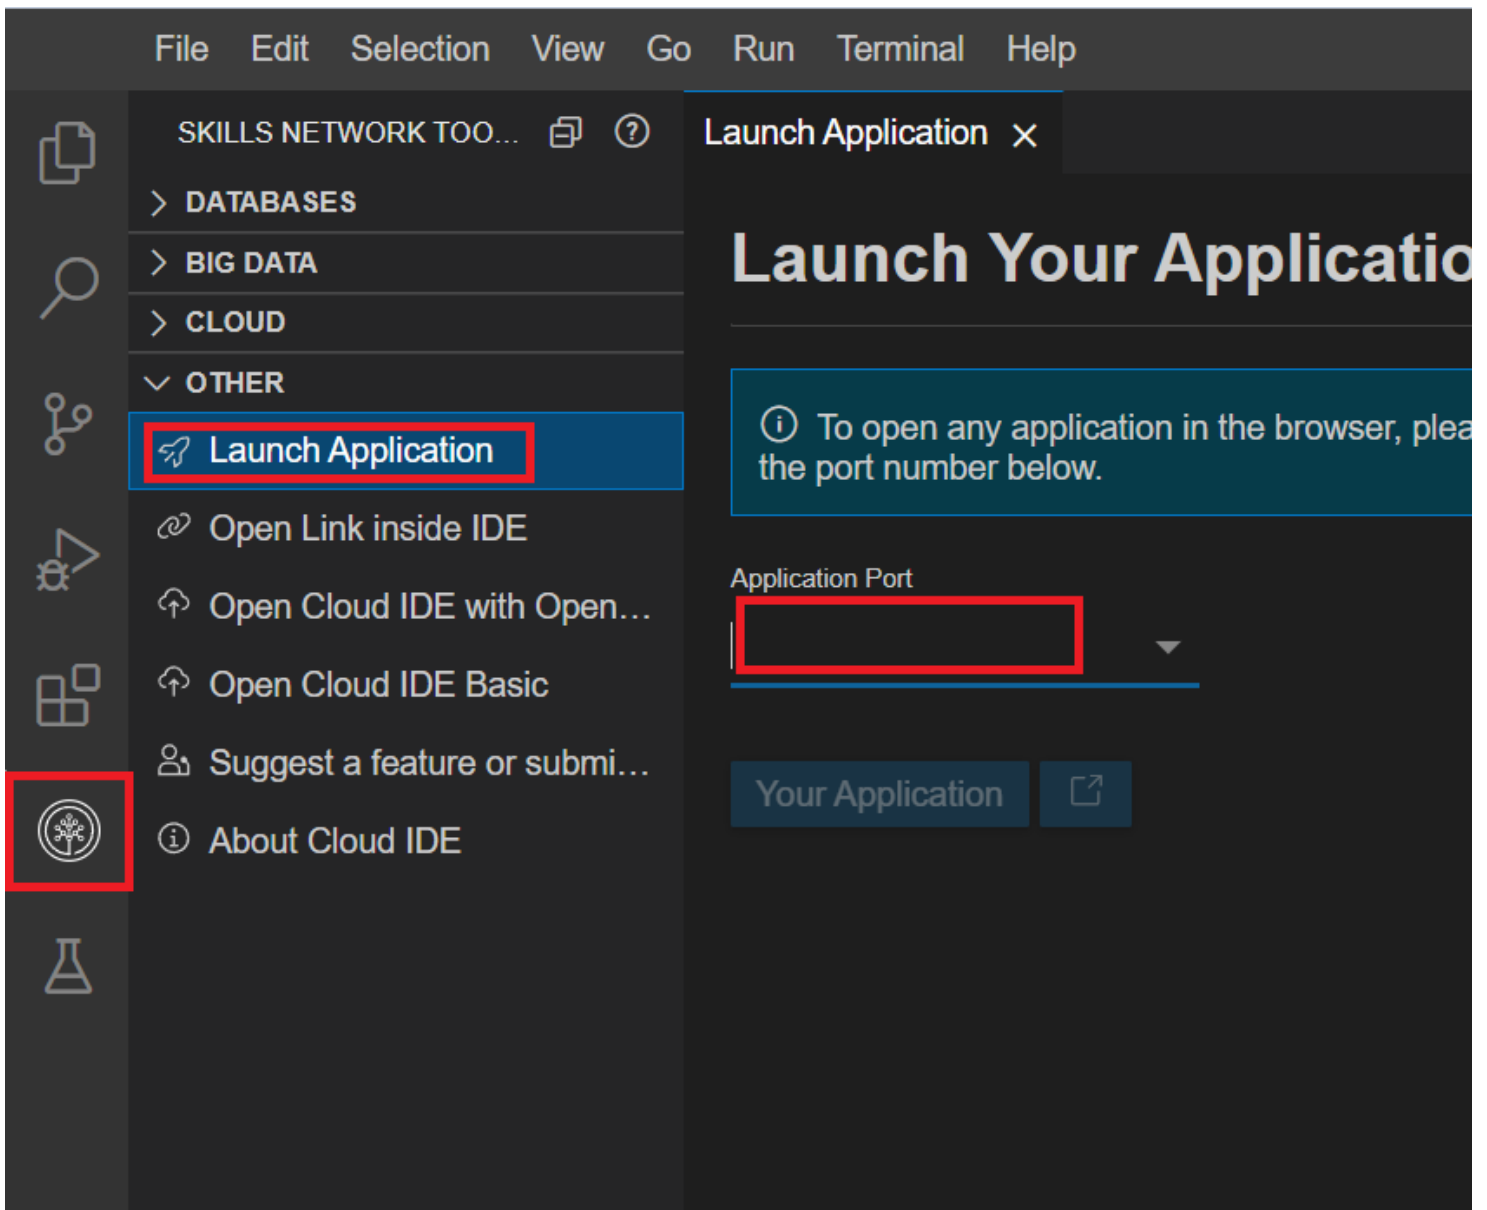 File Edit Selection View Go Run Terminal Help
SKILLS NETWORK TOO...
Launch Application
DATABASES
BIG DATA
CLOUD
OTHER
Launch Application
Open Link inside IDE
Open Cloud IDE with Open...
Open Cloud IDE Basic
Suggest a feature or submi...
About Cloud IDE
Launch Your Applicatio
To open any application in the browser, plea
the port number below.
Application Port
Your Application